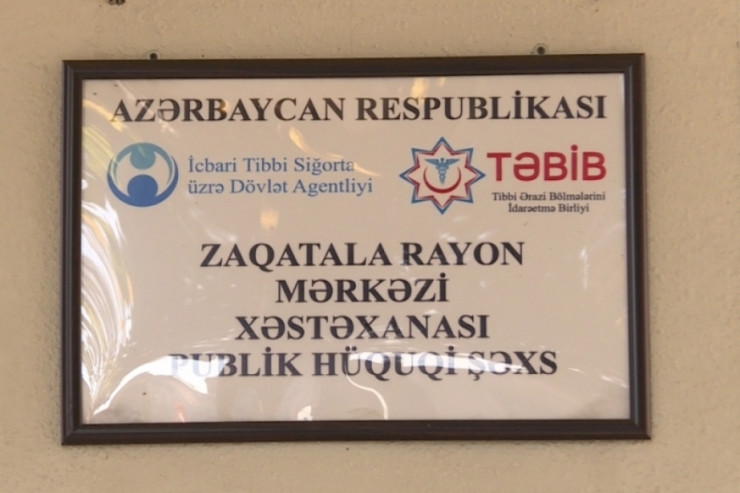 AZƏRBAYCAN RESPUBLİKASI
İcbari Tibbi Sığorta
üzrə Dövlət Agentliyi
TƏBİB
Tibbi Ərazi Bölmələrini
İdarəetmə Birliyi
ZAQATALA RAYON
MƏRKƏZİ
XƏSTƏXANASI
PUBLİK HÜQUQİ ŞƏXS